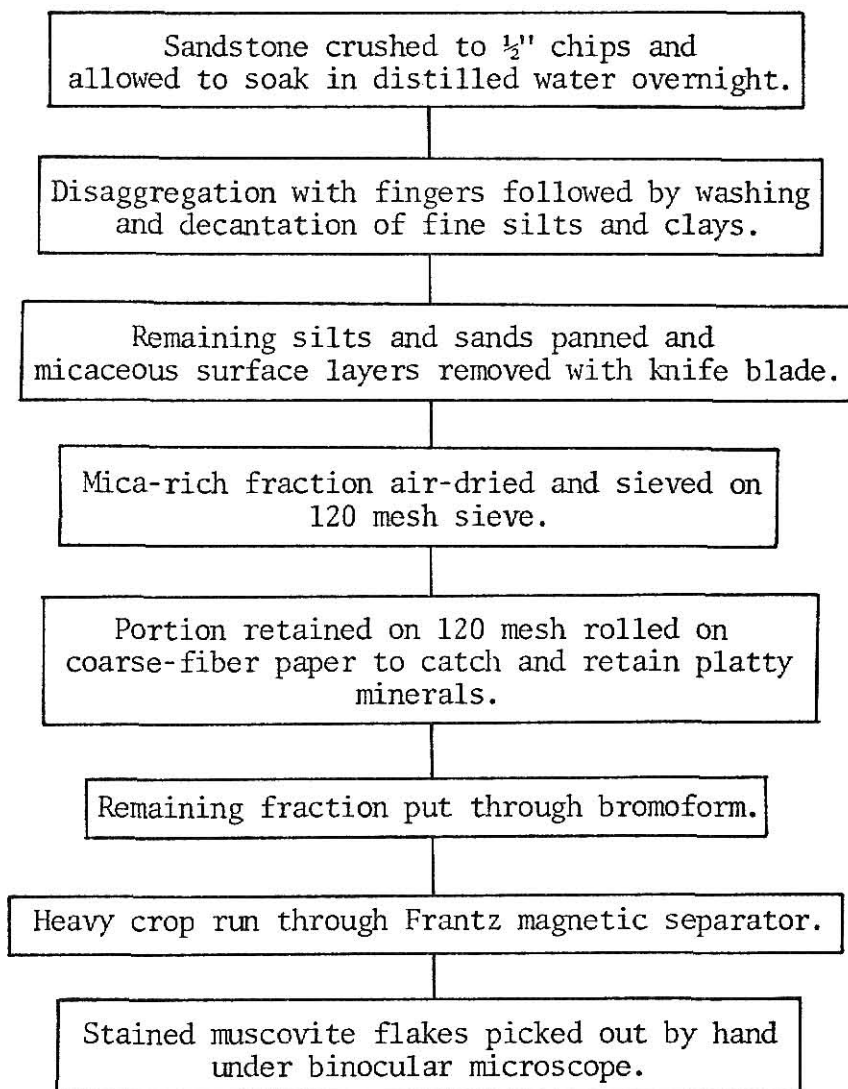 Sandstone crushed to ½" chips and
allowed to soak in distilled water overnight.
Disaggregation with fingers followed by washing
and decantation of fine silts and clays.
Remaining silts and sands panned and
micaceous surface layers removed with knife blade.
Mica-rich fraction air-dried and sieved on
120 mesh sieve.
Portion retained on 120 mesh rolled on
coarse-fiber paper to catch and retain platty
minerals.
Remaining fraction put through bromoform.
Heavy crop run through Frantz magnetic separator.
Stained muscovite flakes picked out by hand
under binocular microscope.